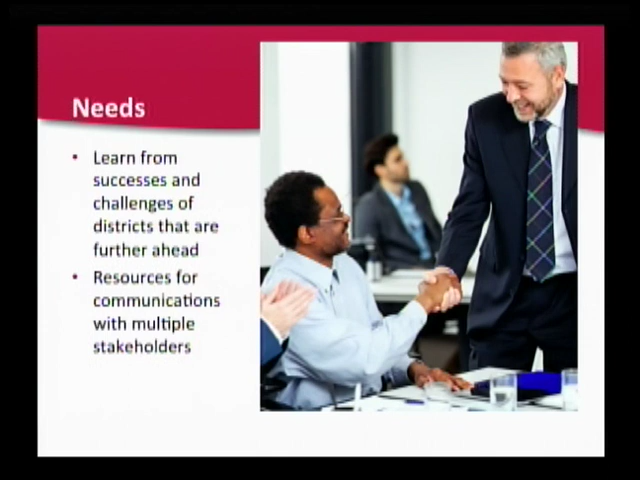 Needs
• Learn from
successes and
challenges of
districts that are
further ahead
• Resources for
communications
with multiple
stakeholders